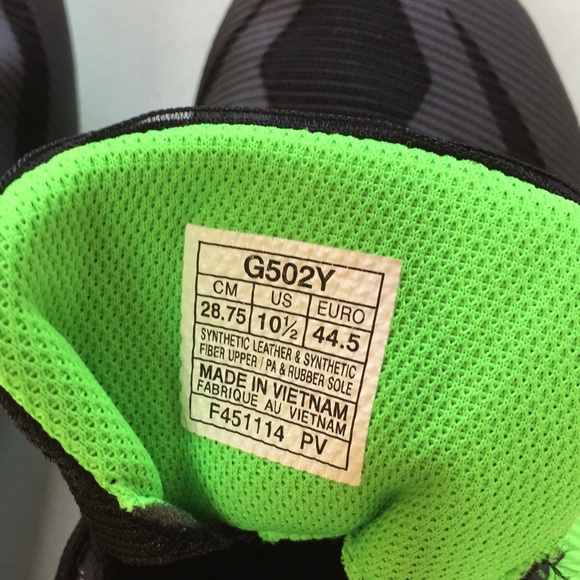 G502Y
CM US EURO
28.75 10½ 44.5
SYNTHETIC LEATHER & SYNTHETIC
FIBER UPPER / PA & RUBBER SOLE
MADE IN VIETNAM
FABRIQUE AU VIETNAM
F451114 PV